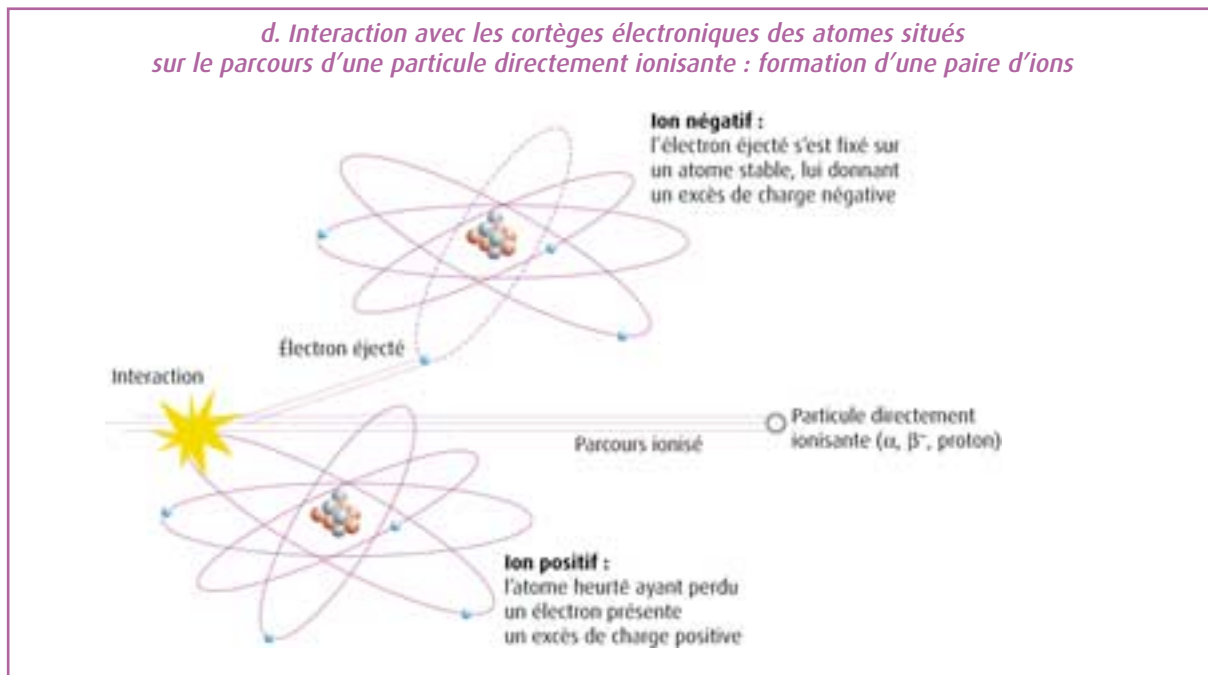 d. Interaction avec les cortèges électroniques des atomes situés
sur le parcours d'une particule directement ionisante : formation d'une paire d'ions
Ion négatif :
l'électron éjecté s'est fixé sur
un atome stable, lui donnant
un excès de charge négative
Électron éjecté
Interaction
Particule directement
ionisante (α, β⁻, proton)
Parcours ionisé
Ion positif :
l'atome heurté ayant perdu
un électron présente
un excès de charge positive